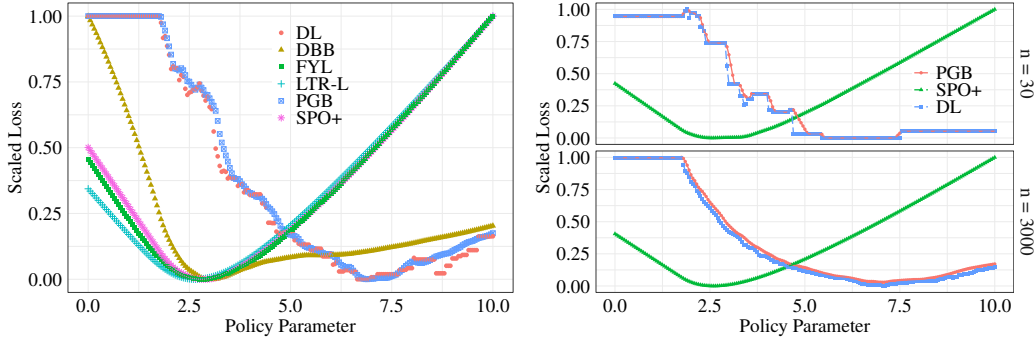 1.00
0.75
0.50
0.25
0.00
Scaled Loss
0.0
2.5
5.0
7.5
10.0
Policy Parameter
DL
DBB
FYL
LTR-L
PGB
SPO+
1.00
0.75
0.50
0.25
0.00
Scaled Loss
PGB
SPO+
DL
n = 30
1.00
0.75
0.50
0.25
0.00
Scaled Loss
n = 3000
0.0
2.5
5.0
7.5
10.0
Policy Parameter